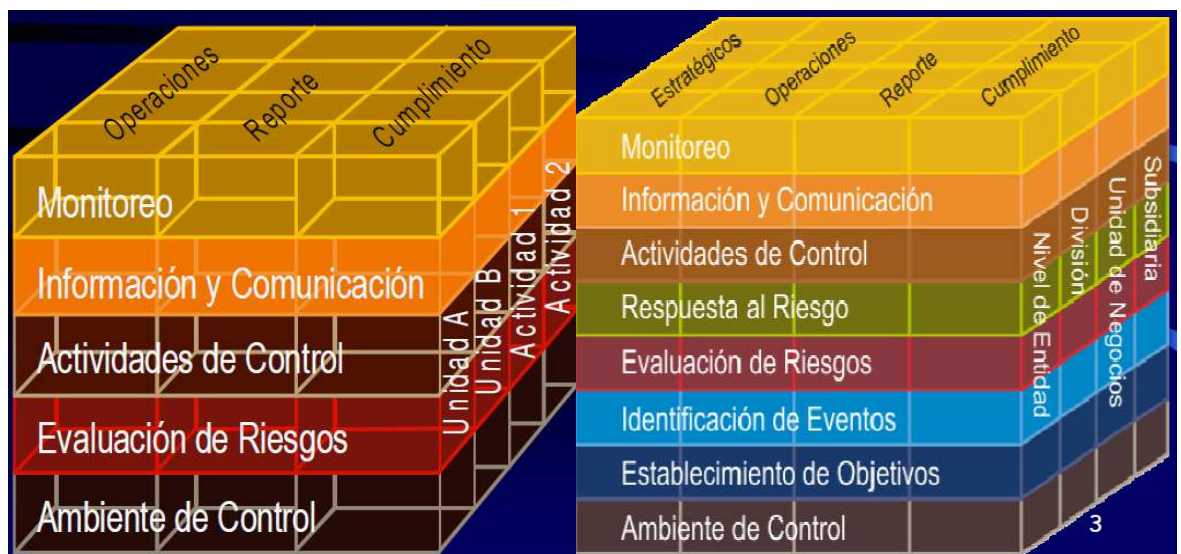 Operaciones
Reporte
Cumplimiento
Monitoreo
Información y Comunicación
Actividades de Control
Evaluación de Riesgos
Ambiente de Control
Unidad A
Unidad B
Actividad 1
Actividad 2
Estratégicos
Operaciones
Reporte
Cumplimiento
Monitoreo
Información y Comunicación
Actividades de Control
Respuesta al Riesgo
Evaluación de Riesgos
Identificación de Eventos
Establecimiento de Objetivos
Ambiente de Control
Nivel de Entidad
División
Unidad de Negocios
Subsidiaria
3